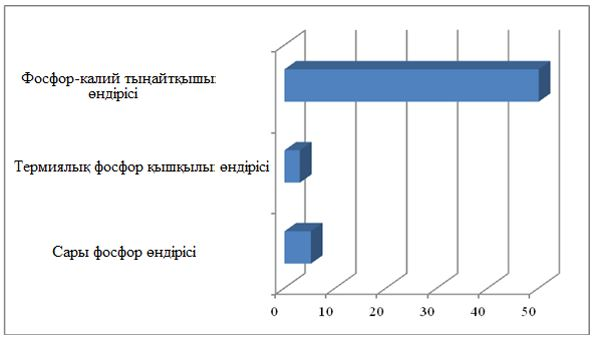 Фосфор-калий тыңайтқышы
өндірісі
Термиялық фосфор қышқылы өндірісі
Сары фосфор өндірісі
0 10 20 30 40 50